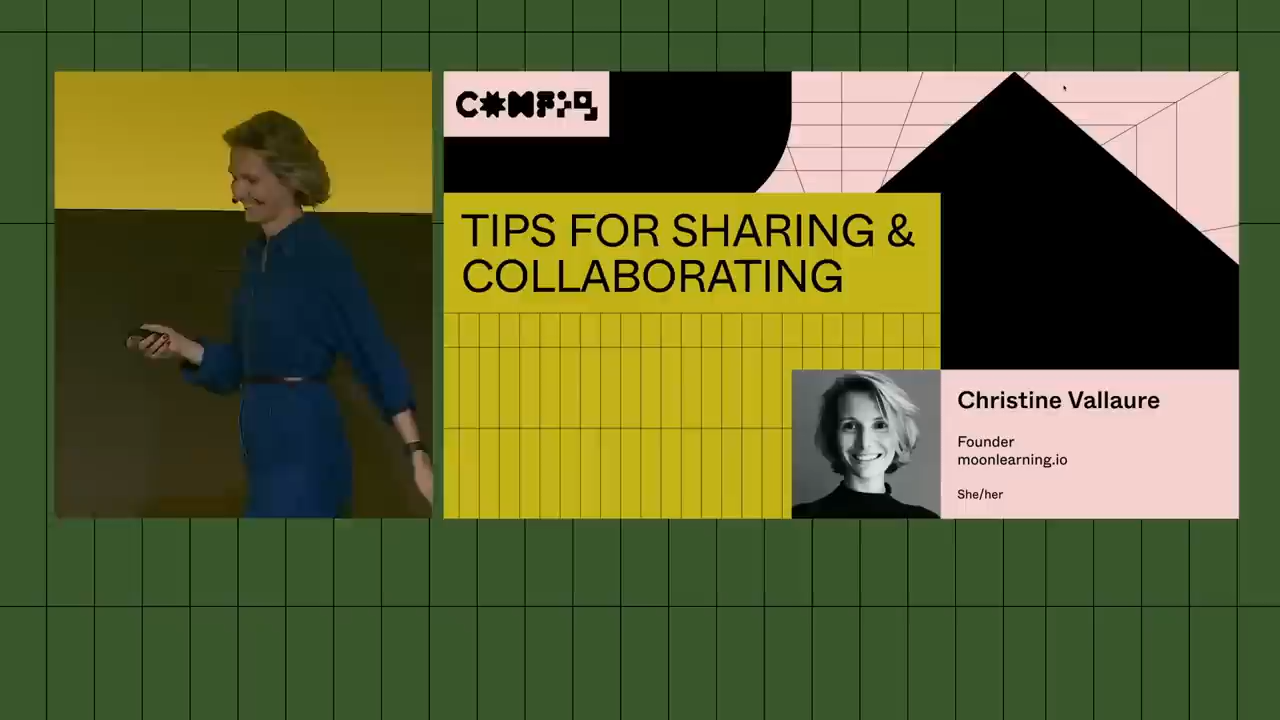 CONFIG
TIPS FOR SHARING &
COLLABORATING
Christine Vallaure
Founder
moonlearning.io
She/her